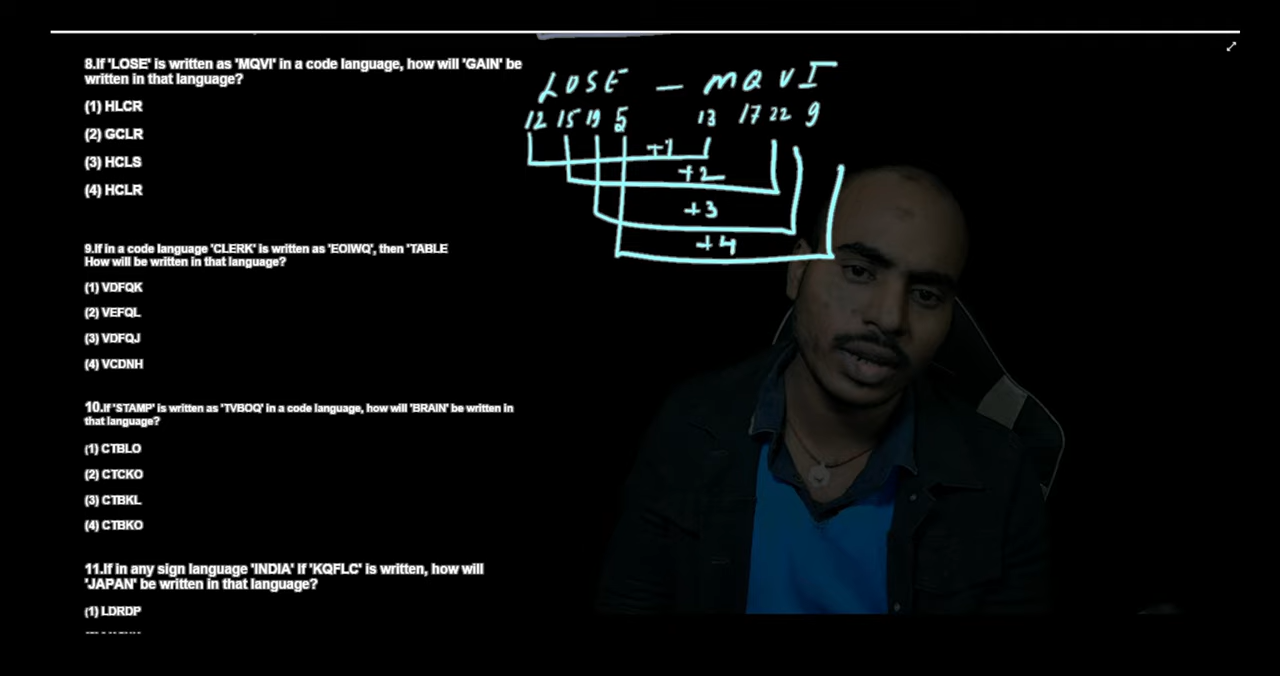 8.If 'LOSE' is written as 'MQVI' in a code language, how will 'GAIN' be
written in that language?
(1) HLCR
(2) GCLR
(3) HCLS
(4) HCLR
LOSE – MQVI
12 15 19 5 13 17 22 9
+1
+2
+3
+4
9.If in a code language 'CLERK' is written as 'EOIWQ', then 'TABLE
How will be written in that language?
(1) VDFQK
(2) VEFQL
(3) VDFQJ
(4) VCDNH
10.If 'STAMP' is written as 'TVBOQ' in a code language, how will 'BRAIN' be written in
that language?
(1) CTBLO
(2) CTCKO
(3) CTBKL
(4) CTBKO
11.If in any sign language 'INDIA' if 'KQFLC' is written, how will
'JAPAN' be written in that language?
(1) LDRDP